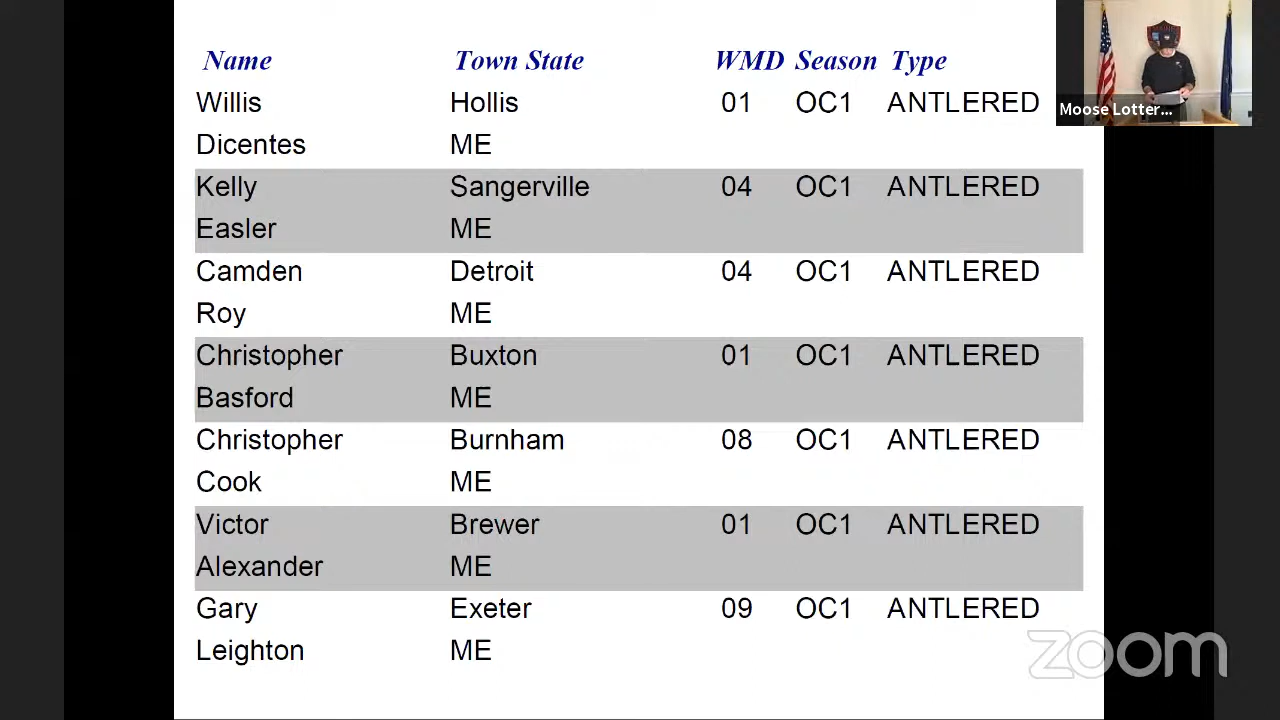 Name Town State WMD Season Type
Willis Hollis 01 OC1 ANTLERED
Dicentes ME
Kelly Sangerville 04 OC1 ANTLERED
Easler ME
Camden Detroit 04 OC1 ANTLERED
Roy ME
Christopher Buxton 01 OC1 ANTLERED
Basford ME
Christopher Burnham 08 OC1 ANTLERED
Cook ME
Victor Brewer 01 OC1 ANTLERED
Alexander ME
Gary Exeter 09 OC1 ANTLERED
Leighton ME
Moose Lotter...
zoom